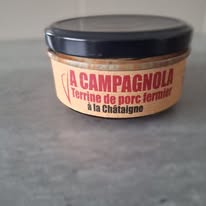 A CAMPAGNOLA
Terrine de porc fermier
à la Châtaigne